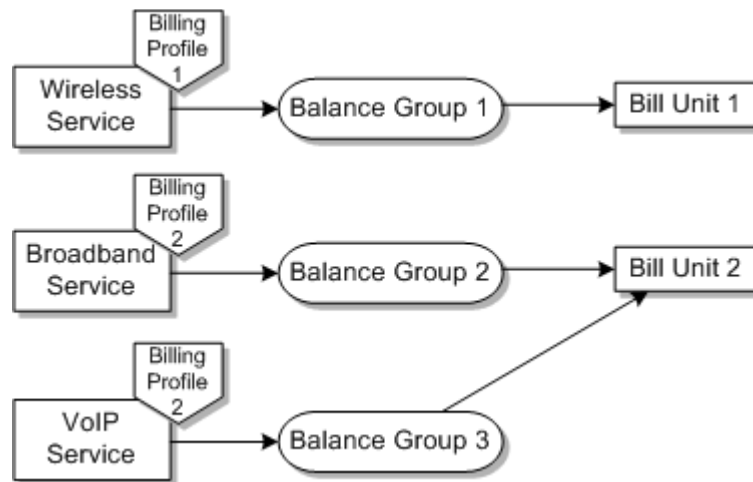 Billing
Profile
1
Wireless
Service
Balance Group 1
Bill Unit 1
Billing
Profile
2
Broadband
Service
Balance Group 2
Bill Unit 2
Billing
Profile
2
VoIP
Service
Balance Group 3